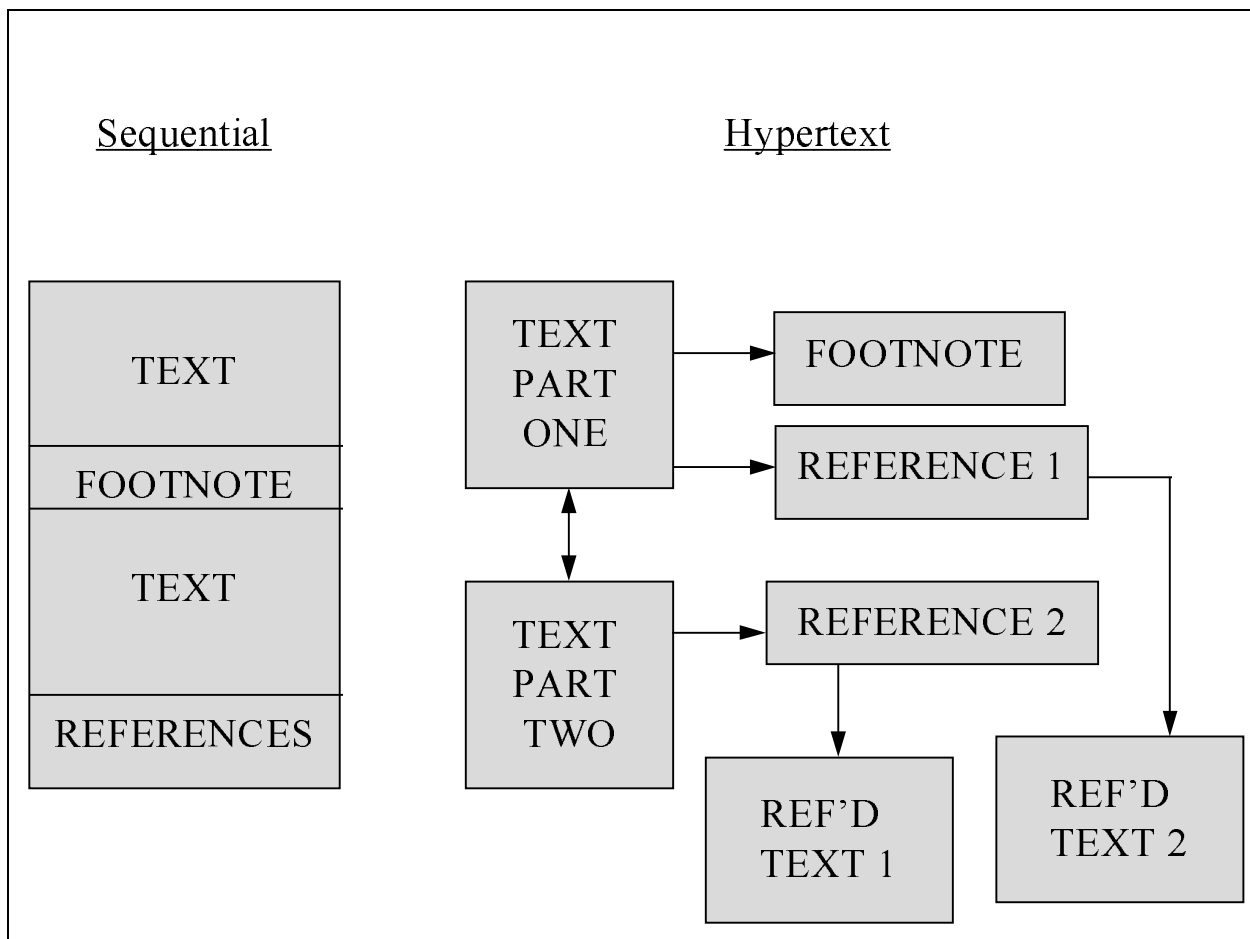 Sequential
Hypertext
TEXT
FOOTNOTE
TEXT
REFERENCES
TEXT
PART
ONE
FOOTNOTE
REFERENCE 1
TEXT
PART
TWO
REFERENCE 2
REF’D
TEXT 1
REF’D
TEXT 2